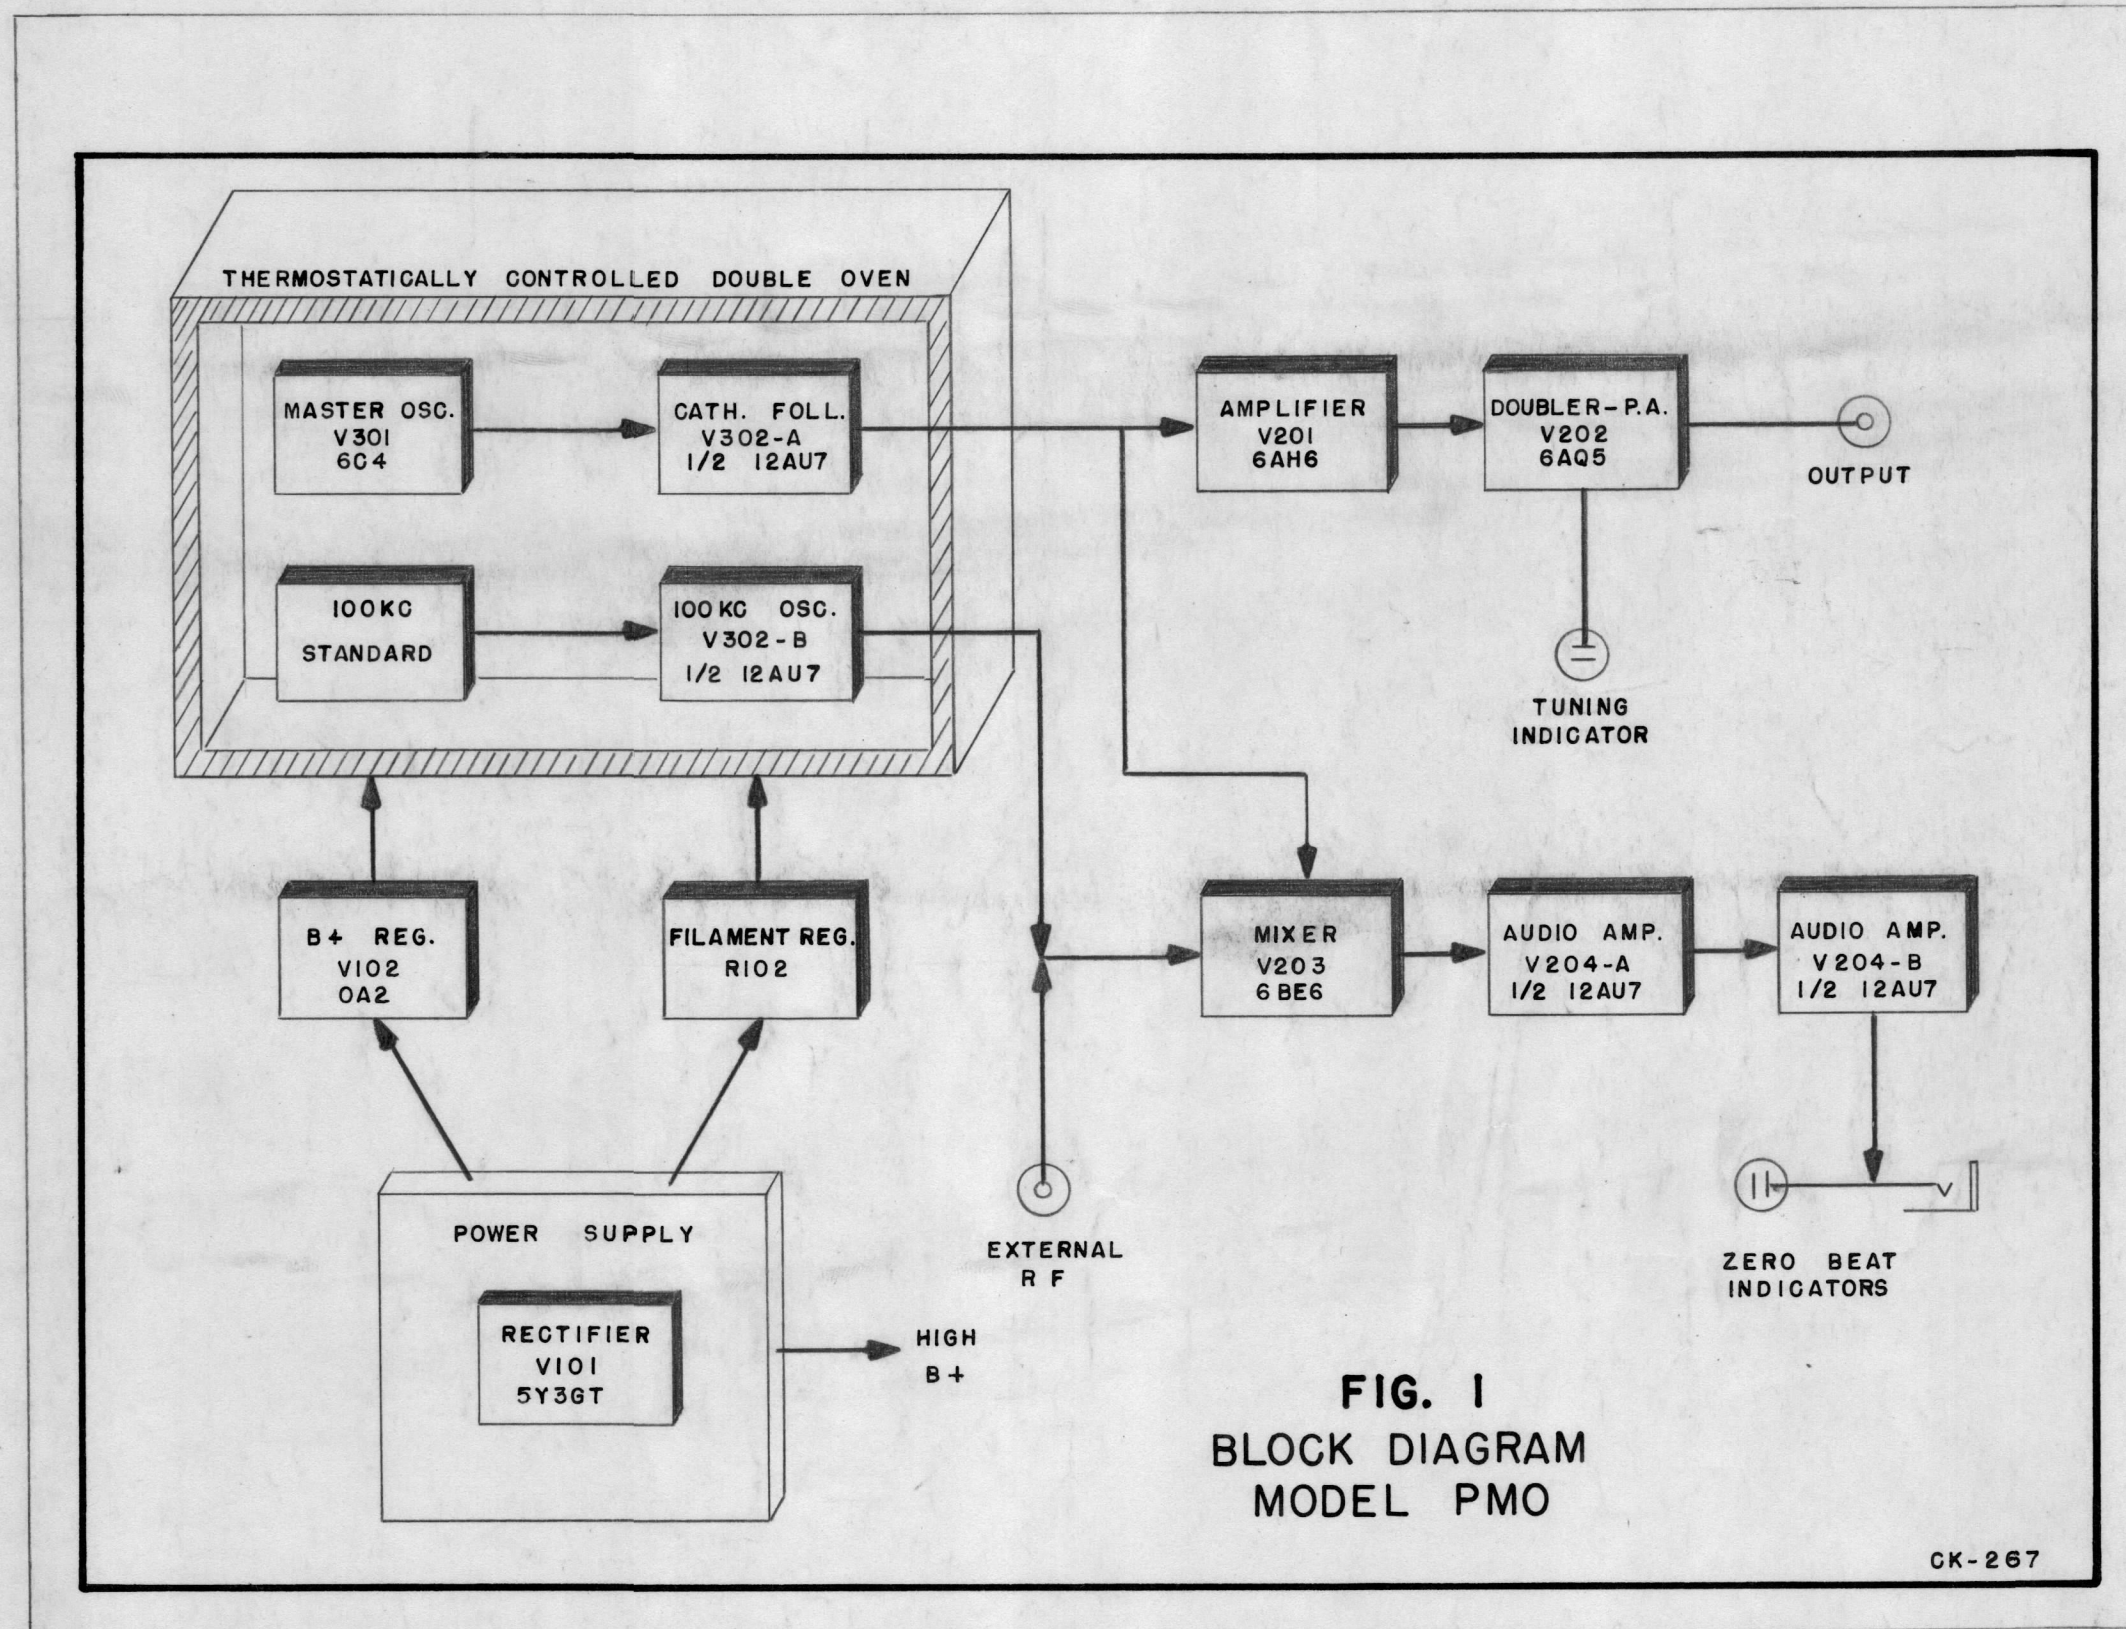 THERMOSTATICALLY CONTROLLED DOUBLE OVEN
MASTER OSC.
V301
6C4
CATH. FOLL.
V302-A
1/2 12AU7
AMPLIFIER
V201
6AH6
DOUBLER-P.A.
V202
6AQ5
OUTPUT
100KC
STANDARD
100KC OSC.
V302-B
1/2 12AU7
TUNING
INDICATOR
B+ REG.
V102
OA2
FILAMENT REG.
R102
MIXER
V203
6BE6
AUDIO AMP.
V204-A
1/2 12AU7
AUDIO AMP.
V204-B
1/2 12AU7
POWER SUPPLY
RECTIFIER
V101
5Y3GT
HIGH
B+
EXTERNAL
RF
ZERO BEAT
INDICATORS
FIG. 1
BLOCK DIAGRAM
MODEL PMO
CK-267